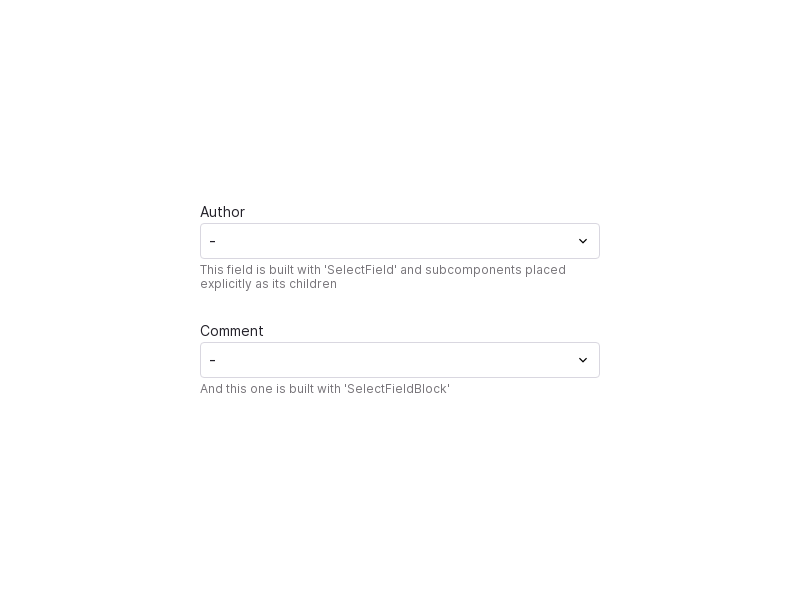 Author
-
This field is built with 'SelectField' and subcomponents placed
explicitly as its children
Comment
-
And this one is built with 'SelectFieldBlock'